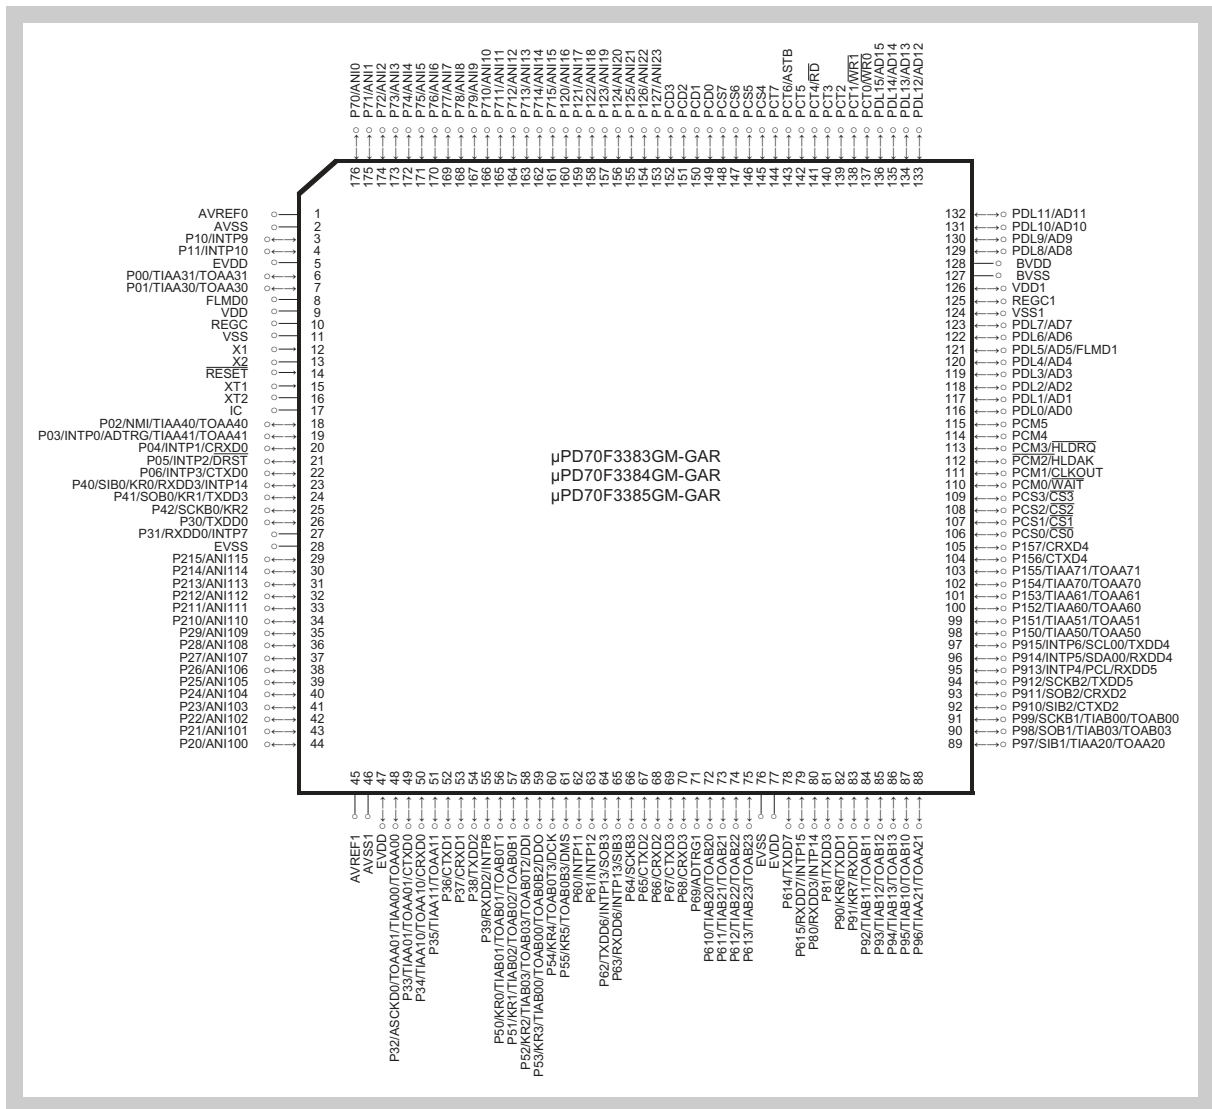 P70/ANI0
P71/ANI1
P72/ANI2
P73/ANI3
P74/ANI4
P75/ANI5
P76/ANI6
P77/ANI7
P78/ANI8
P79/ANI9
P710/ANI10
P711/ANI11
P712/ANI12
P713/ANI13
P714/ANI14
P715/ANI15
P120/ANI16
P121/ANI17
P122/ANI18
P123/ANI19
P124/ANI20
P125/ANI21
P126/ANI22
P127/ANI23
PCD3
PCD2
PCD1
PCD0
PCS7
PCS6
PCS5
PCS4
PCT7
PCT6/ASTB
PCT5
PCT4/RD
PCT3
PCT2
PCT1/WR1
PCT0/WR0
PDL15/AD15
PDL14/AD14
PDL13/AD13
PDL12/AD12
176
175
174
173
172
171
170
169
168
167
166
165
164
163
162
161
160
159
158
157
156
155
154
153
152
151
150
149
148
147
146
145
144
143
142
141
140
139
138
137
136
135
134
133
AVREF0 1
AVSS 2
P10/INTP9 3
P11/INTP10 4
EVDD 5
P00/TIAA31/TOAA31 6
P01/TIAA30/TOAA30 7
FLMD0 8
VDD 9
REGC 10
VSS 11
X1 12
X2 13
RESET 14
XT1 15
XT2 16
IC 17
P02/NMI/TIAA40/TOAA40 18
P03/INTP0/ADTRG/TIAA41/TOAA41 19
P04/INTP1/CRXD0 20
P05/INTP2/DRST 21
P06/INTP3/CTXD0 22
P40/SIB0/KR0/RXDD3/INTP14 23
P41/SOB0/KR1/TXDD3 24
P42/SCKB0/KR2 25
P30/TXDD0 26
P31/RXDD0/INTP7 27
EVSS 28
P215/ANI115 29
P214/ANI114 30
P213/ANI113 31
P212/ANI112 32
P211/ANI111 33
P210/ANI110 34
P29/ANI109 35
P28/ANI108 36
P27/ANI107 37
P26/ANI106 38
P25/ANI105 39
P24/ANI104 40
P23/ANI103 41
P22/ANI102 42
P21/ANI101 43
P20/ANI100 44
µPD70F3383GM-GAR
µPD70F3384GM-GAR
µPD70F3385GM-GAR
132 PDL11/AD11
131 PDL10/AD10
130 PDL9/AD9
129 PDL8/AD8
128 BVDD
127 BVSS
126 VDD1
125 REGC1
124 VSS1
123 PDL7/AD7
122 PDL6/AD6
121 PDL5/AD5/FLMD1
120 PDL4/AD4
119 PDL3/AD3
118 PDL2/AD2
117 PDL1/AD1
116 PDL0/AD0
115 PCM5
114 PCM4
113 PCM3/HLDRQ
112 PCM2/HLDAK
111 PCM1/CLKOUT
110 PCM0/WAIT
109 PCS3/CS3
108 PCS2/CS2
107 PCS1/CS1
106 PCS0/CS0
105 P157/CRXD4
104 P156/CTXD4
103 P155/TIAA71/TOAA71
102 P154/TIAA70/TOAA70
101 P153/TIAA61/TOAA61
100 P152/TIAA60/TOAA60
99 P151/TIAA51/TOAA51
98 P150/TIAA50/TOAA50
97 P915/INTP6/SCL00/TXDD4
96 P914/INTP5/SDA00/RXDD4
95 P913/INTP4/PCL/RXDD5
94 P912/SCKB2/TXDD5
93 P911/SOB2/CRXD2
92 P910/SIB2/CTXD2
91 P99/SCKB1/TIAB00/TOAB00
90 P98/SOB1/TIAB03/TOAB03
89 P97/SIB1/TIAA20/TOAA20
45
46
47
48
49
50
51
52
53
54
55
56
57
58
59
60
61
62
63
64
65
66
67
68
69
70
71
72
73
74
75
76
77
78
79
80
81
82
83
84
85
86
87
88
AVREF1
AVSS1
EVDD
P32/ASCKD0/TOAA01/TIAA00/TOAA00
P33/TIAA01/TOAA01/CTXD0
P34/TIAA10/TOAA10/CRXD0
P35/TIAA11/TOAA11
P36/CTXD1
P37/CRXD1
P38/TXDD2
P39/RXDD2/INTP8
P50/KR0/TIAB01/TOAB01/TOAB0T1
P51/KR1/TIAB02/TOAB02/TOAB0B1
P52/KR2/TIAB03/TOAB03/TOAB0T2/DDI
P53/KR3/TIAB00/TOAB00/TOAB0B2/DDO
P54/KR4/TOAB0T3/DCK
P55/KR5/TOAB0B3/DMS
P60/INTP11
P61/INTP12
P62/TXDD6/INTP13/SOB3
P63/RXDD6/INTP13/SIB3
P64/SCKB3
P65/CTXD2
P66/CRXD2
P67/CTXD3
P68/CRXD3
P69/ADTRG1
P610/TIAB20/TOAB20
P611/TIAB21/TOAB21
P612/TIAB22/TOAB22
P613/TIAB23/TOAB23
EVSS
EVDD
P614/TXDD7
P615/RXDD7/INTP15
P80/RXDD3/INTP14
P81/TXDD3
P90/KR6/TXDD1
P91/KR7/RXDD1
P92/TIAB11/TOAB11
P93/TIAB12/TOAB12
P94/TIAB13/TOAB13
P95/TIAB10/TOAB10
P96/TIAA21/TOAA21